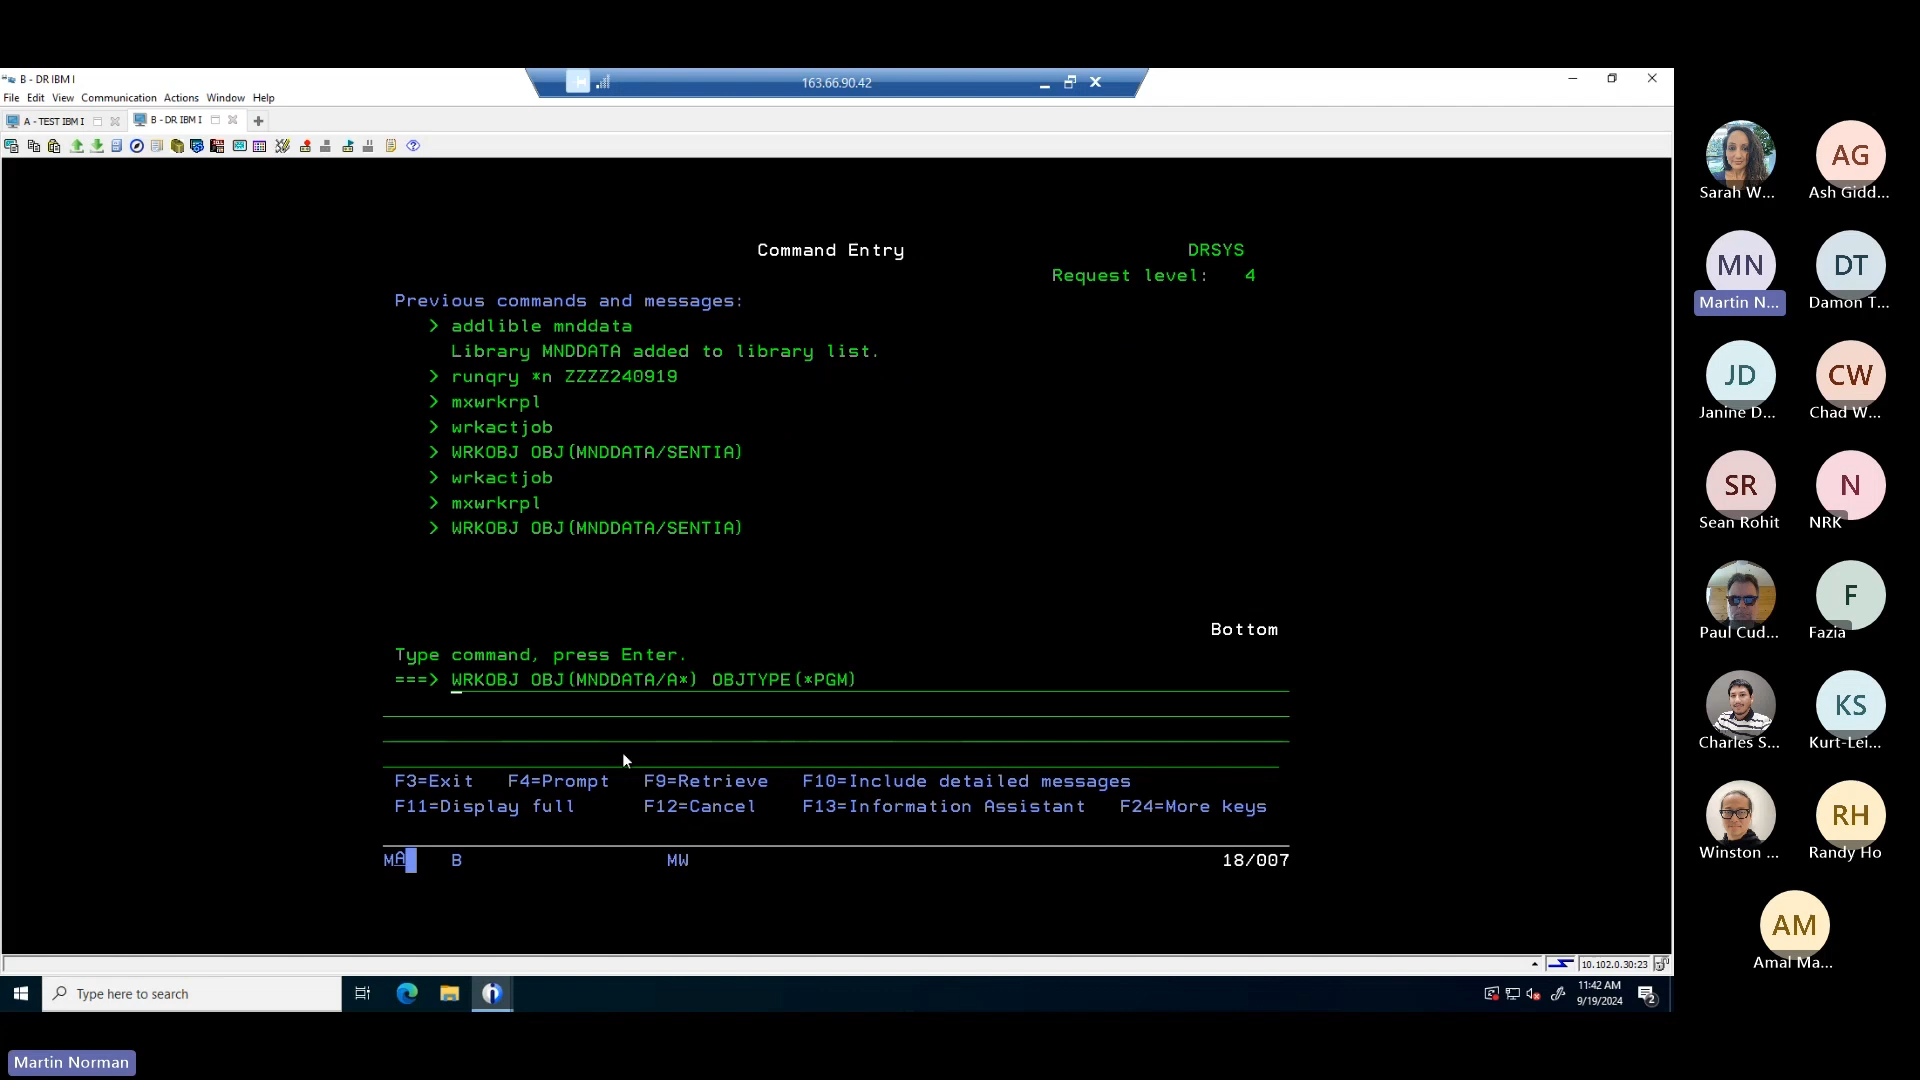 B - DR IBM I
163.66.90.42
File Edit View Communication Actions Window Help
A - TEST IBM I
B - DR IBM I
Command Entry DRSYS
Request level: 4
Previous commands and messages:
> addlible mnddata
Library MNDDATA added to library list.
> runqry *n ZZZZ240919
> mxwrkrpl
> wrkactjob
> WRKOBJ OBJ(MNDDATA/SENTIA)
> wrkactjob
> mxwrkrpl
> WRKOBJ OBJ(MNDDATA/SENTIA)
Bottom
Type command, press Enter.
===> WRKOBJ OBJ(MNDDATA/A*) OBJTYPE(*PGM)
F3=Exit F4=Prompt F9=Retrieve F10=Include detailed messages
F11=Display full F12=Cancel F13=Information Assistant F24=More keys
MA B MW 18/007
10.102.0.30:23
Type here to search
11:42 AM
9/19/2024
2
Sarah W...
AG
Ash Gidd...
MN
Martin N...
DT
Damon T...
JD
Janine D...
CW
Chad W...
SR
Sean Rohit
N
NRK
Paul Cud...
F
Fazia
Charles S...
KS
Kurt-Lei...
Winston ...
RH
Randy Ho
AM
Amal Ma...
Martin Norman